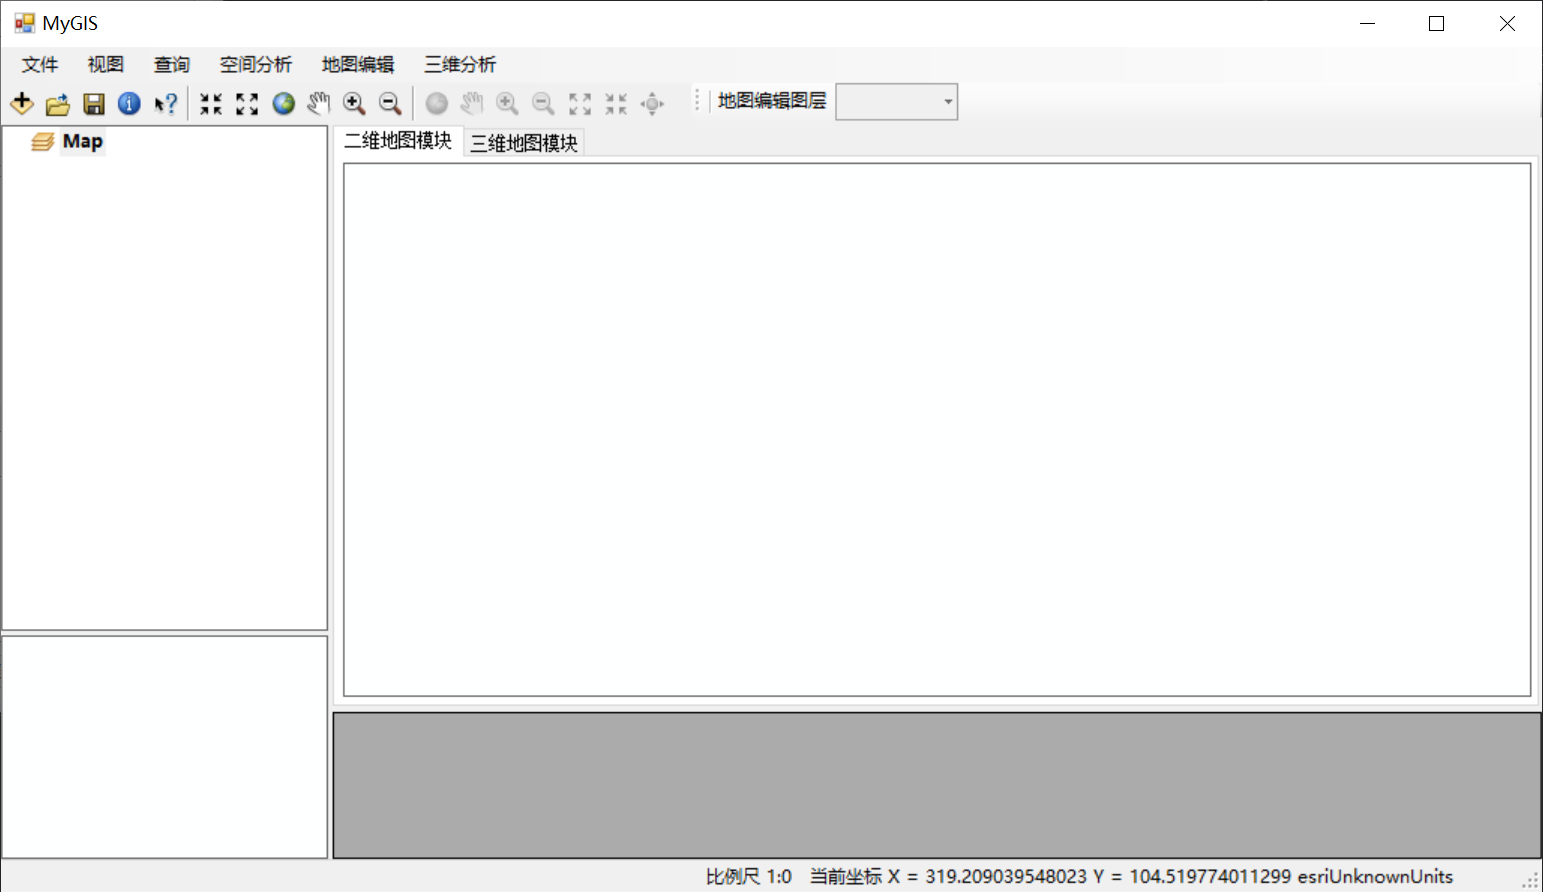 MyGIS
文件 视图 查询 空间分析 地图编辑 三维分析
地图编辑图层
Map
二维地图模块 三维地图模块
比例尺 1:0 当前坐标 X = 319.209039548023 Y = 104.519774011299 esriUnknownUnits